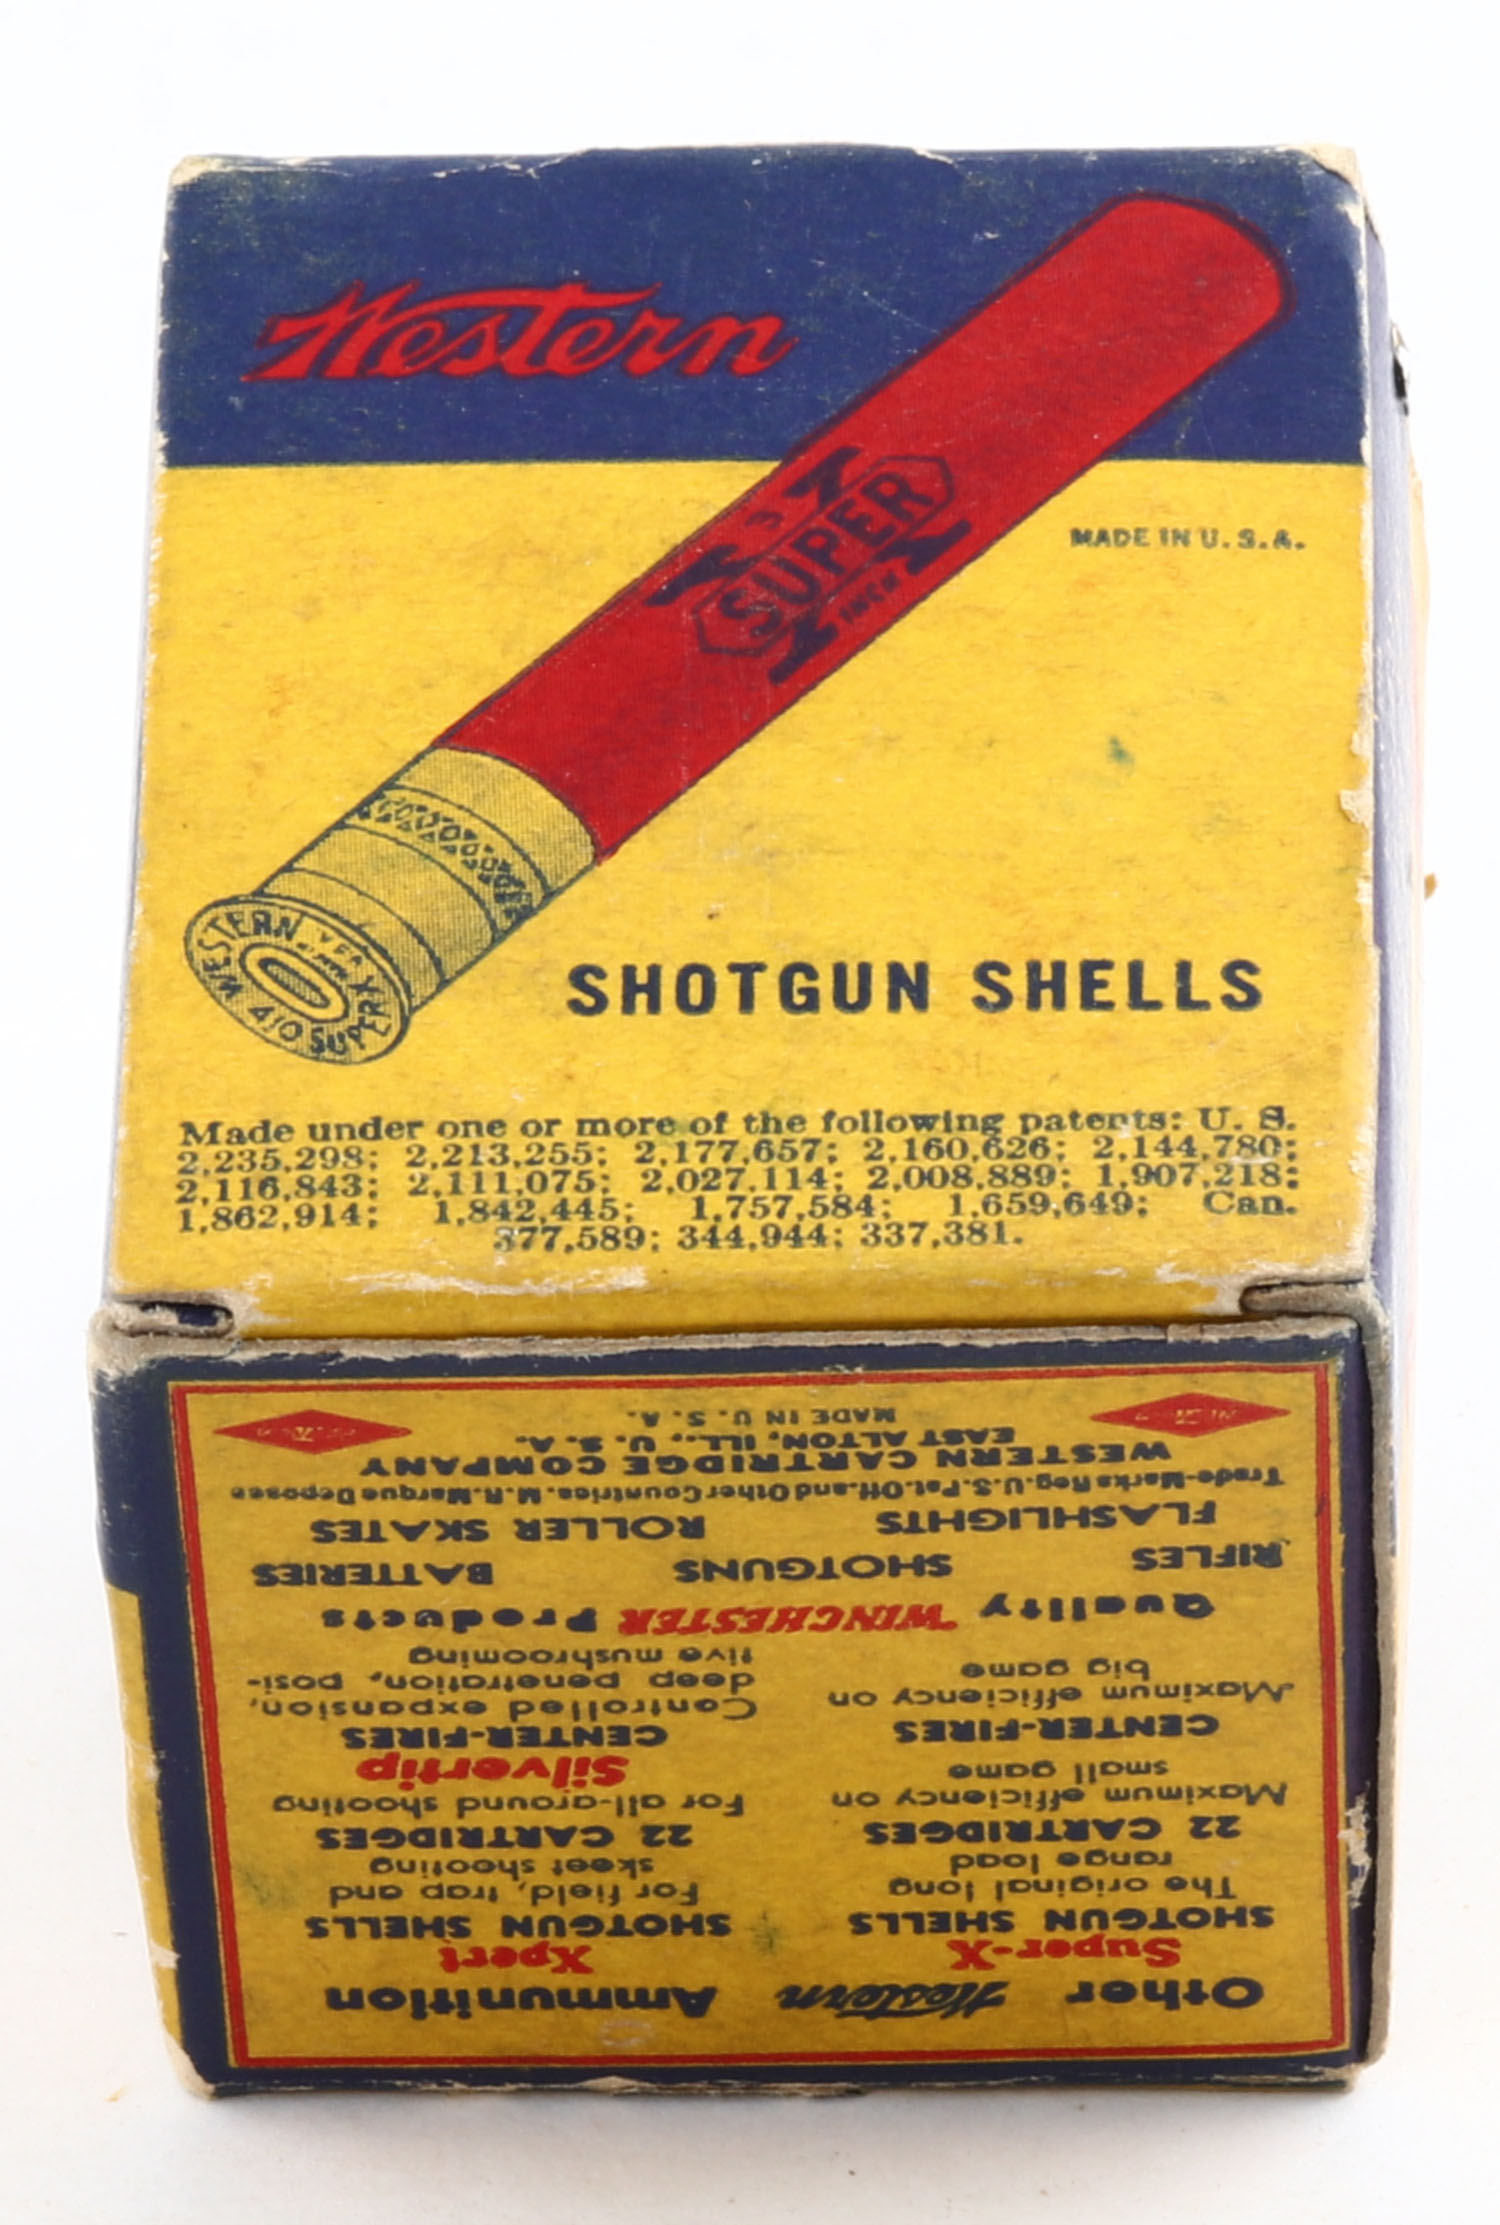 Western
3
SUPER
X
INCH
MADE IN U.S.A.
WESTERN
410 SUPER X
SHOTGUN SHELLS
Made under one or more of the following patents: U. S.
2,235,298; 2,213,255; 2,177,657; 2,160,626; 2,144,780;
2,116,843; 2,111,075; 2,027,114; 2,008,889; 1,907,218;
1,862,914; 1,842,445; 1,757,584; 1,659,649; Can.
377,589; 344,944; 337,381.
Other Western Ammunition
Super-X Xpert
SHOTGUN SHELLS SHOTGUN SHELLS
The original long For field, trap and
range load skeet shooting
22 CARTRIDGES 22 CARTRIDGES
Maximum efficiency on For all-around shooting
small game Silvertip
CENTER-FIRES CENTER-FIRES
Maximum efficiency on Controlled expansion,
big game deep penetration, posi-
tive mushrooming
Quality WINCHESTER Products
RIFLES SHOTGUNS BATTERIES
FLASHLIGHTS ROLLER SKATES
Trade-Marks Reg. U.S. Pat. Off. and Other Countries. M.R. Marque Deposee
WESTERN CARTRIDGE COMPANY
EAST ALTON, ILL., U. S. A.
MADE IN U. S. A.